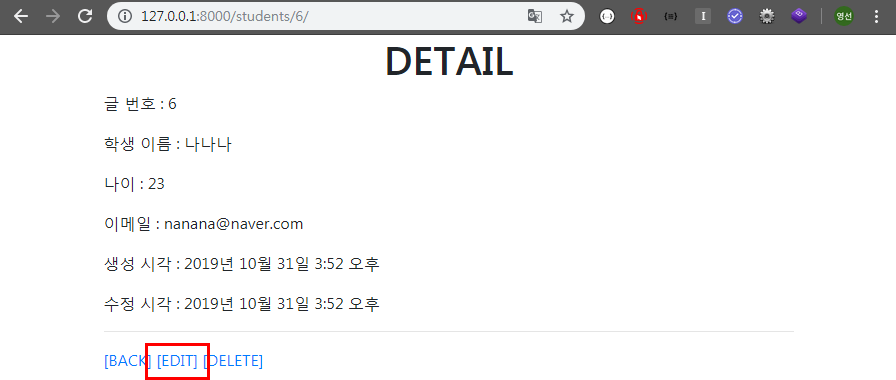 127.0.0.1:8000/students/6/
영선
DETAIL
글 번호 : 6
학생 이름 : 나나나
나이 : 23
이메일 : nanana@naver.com
생성 시각 : 2019년 10월 31일 3:52 오후
수정 시각 : 2019년 10월 31일 3:52 오후
[BACK] [EDIT] [DELETE]